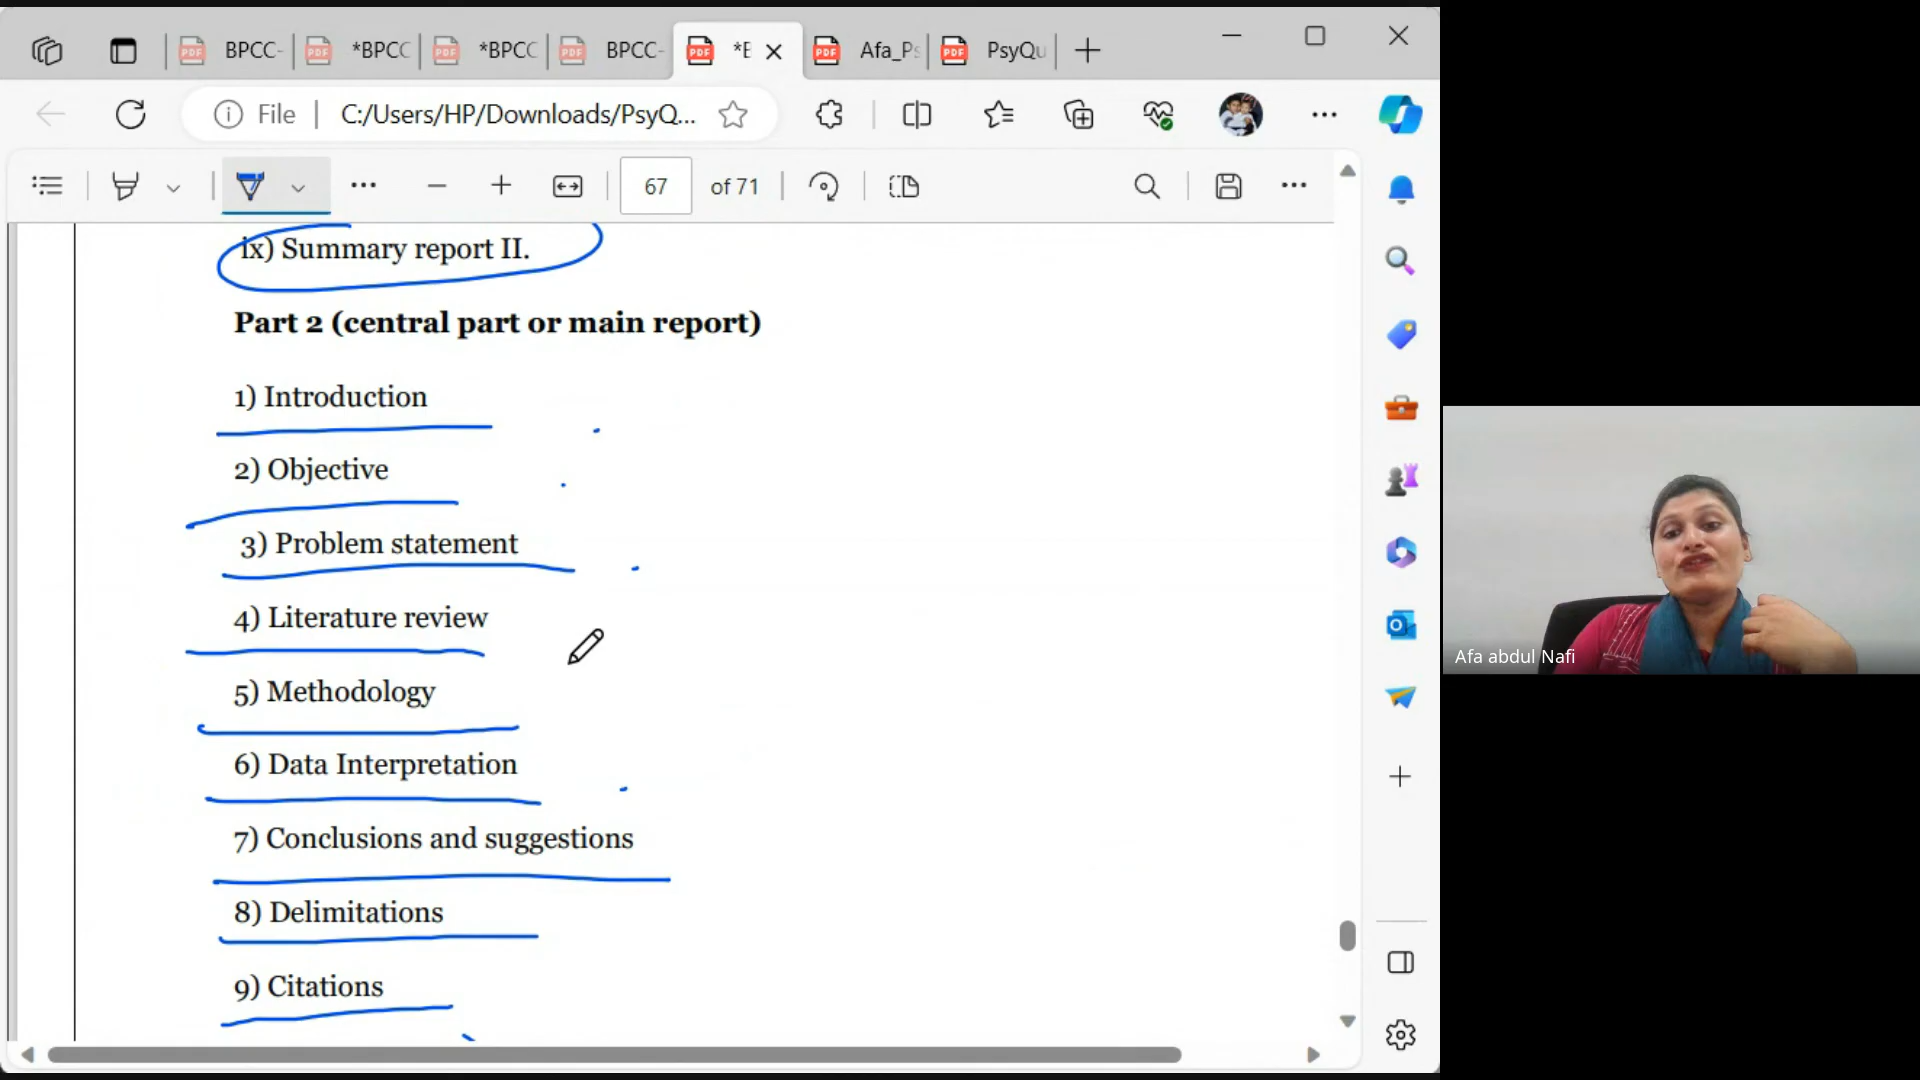 BPCC-
*BPCC
*BPCC
BPCC-
Afa_Ps
PsyQu
File
C:/Users/HP/Downloads/PsyQ...
67 of 71
ix) Summary report II.
Part 2 (central part or main report)
1) Introduction
2) Objective
3) Problem statement
4) Literature review
5) Methodology
6) Data Interpretation
7) Conclusions and suggestions
8) Delimitations
9) Citations
Afa abdul Nafi